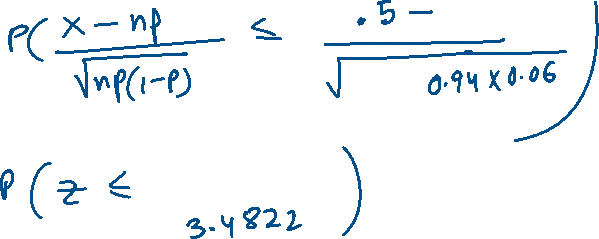 P( (x - np) / √(np(1-p)) ≤ (.5 - ) / √( 0.94 x 0.06) )
P ( z ≤ 3.4822 )